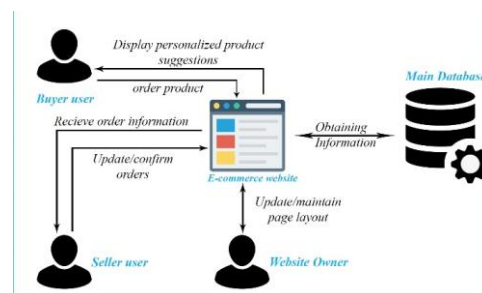 Display personalized product
suggestions
order product
Buyer user
Main Database
Recieve order information
Obtaining
Information
Update/confirm
orders
E-commerce website
Update/maintain
page layout
Seller user
Website Owner